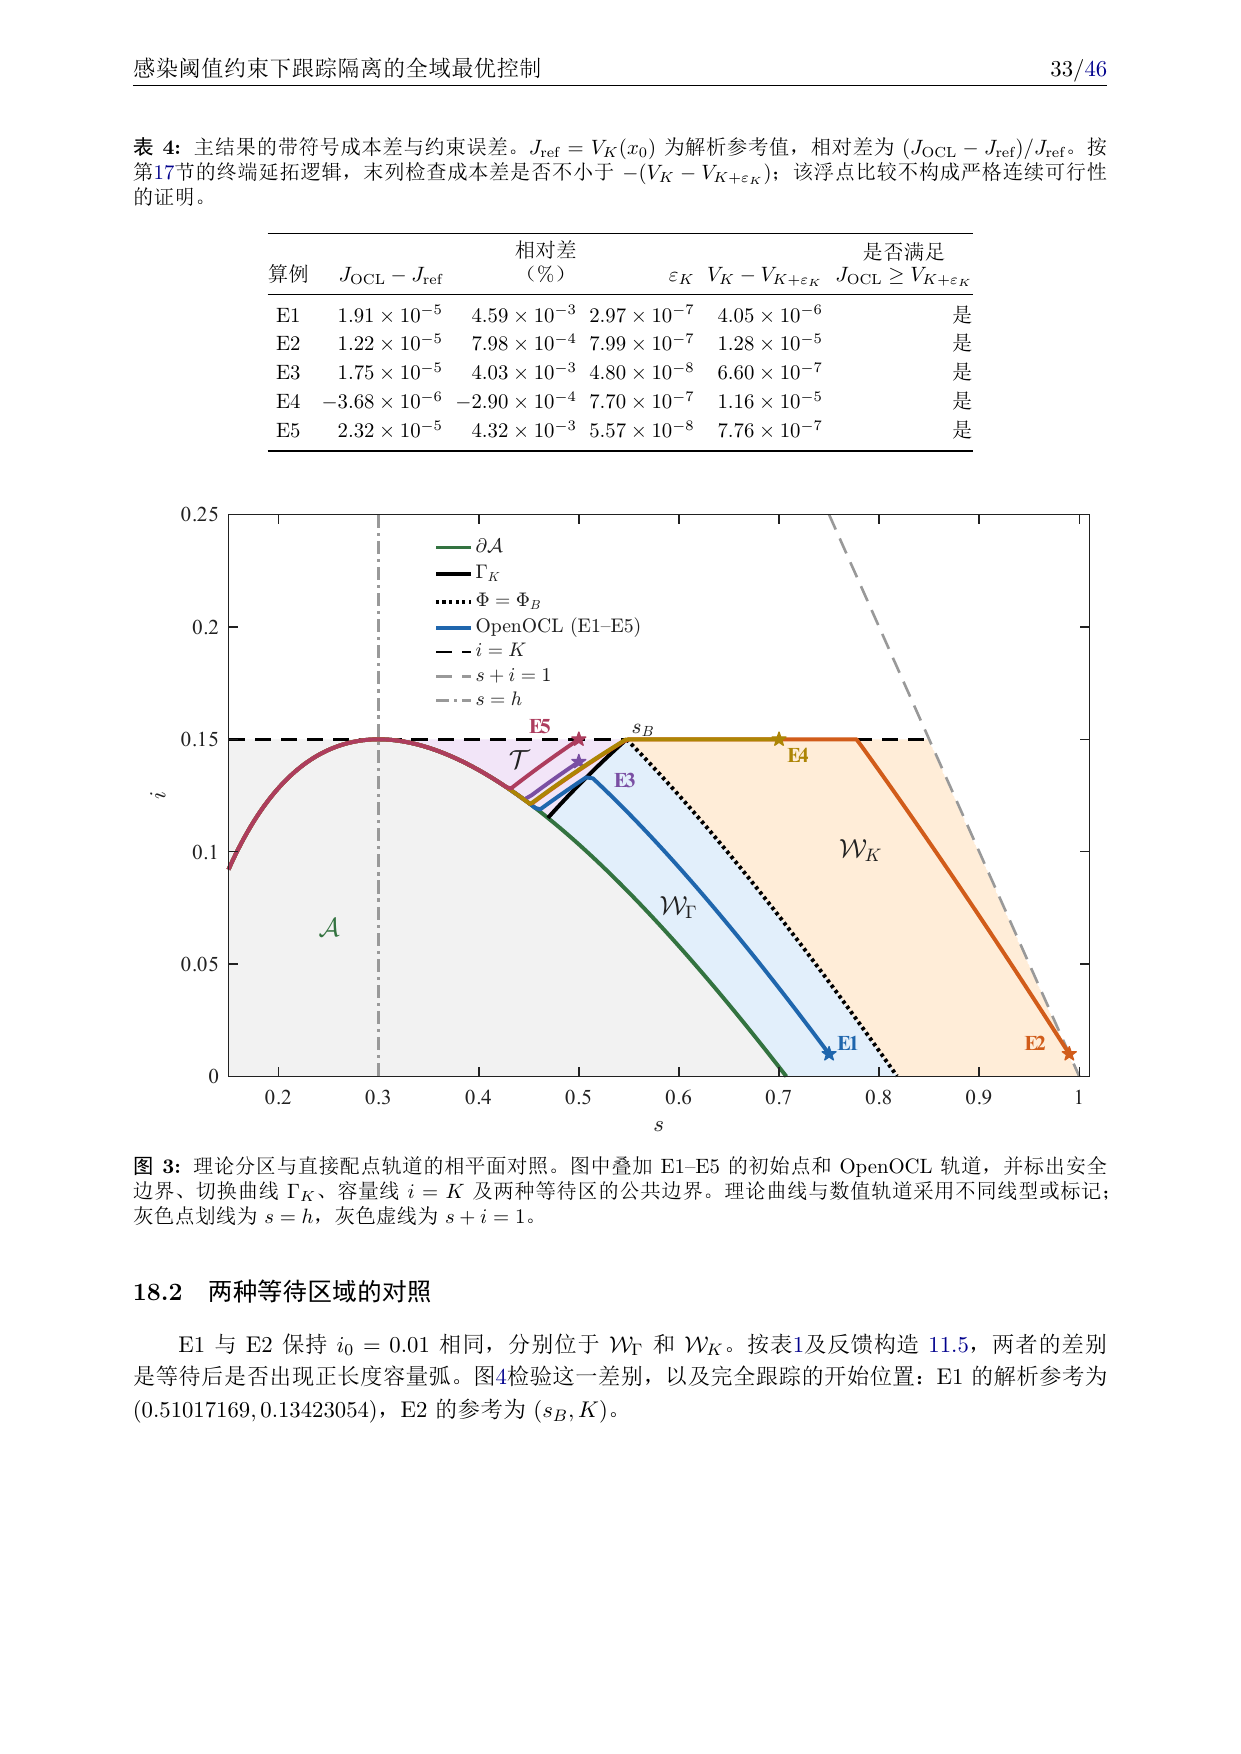 感染阈值约束下跟踪隔离的全域最优控制 33/46
表 4: 主结果的带符号成本差与约束误差。J_ref = V_K(x_0) 为解析参考值，相对差为 (J_OCL − J_ref)/J_ref。按
第17节的终端延拓逻辑，末列检查成本差是否不小于 −(V_K − V_{K+ε_K})；该浮点比较不构成严格连续可行性
的证明。
相对差 是否满足
算例 J_OCL − J_ref （%） ε_K V_K − V_{K+ε_K} J_OCL ≥ V_{K+ε_K}
E1 1.91 × 10^{−5} 4.59 × 10^{−3} 2.97 × 10^{−7} 4.05 × 10^{−6} 是
E2 1.22 × 10^{−5} 7.98 × 10^{−4} 7.99 × 10^{−7} 1.28 × 10^{−5} 是
E3 1.75 × 10^{−5} 4.03 × 10^{−3} 4.80 × 10^{−8} 6.60 × 10^{−7} 是
E4 −3.68 × 10^{−6} −2.90 × 10^{−4} 7.70 × 10^{−7} 1.16 × 10^{−5} 是
E5 2.32 × 10^{−5} 4.32 × 10^{−3} 5.57 × 10^{−8} 7.76 × 10^{−7} 是
0.25
∂𝒜
Γ_K
Φ = Φ_B
0.2
OpenOCL (E1–E5)
i = K
s + i = 1
s = h
E5
s_B
0.15
𝒯
E4
E3
i
0.1
𝒲_K
𝒲_Γ
𝒜
0.05
E1
E2
0
0.2 0.3 0.4 0.5 0.6 0.7 0.8 0.9 1
s
图 3: 理论分区与直接配点轨道的相平面对照。图中叠加 E1–E5 的初始点和 OpenOCL 轨道，并标出安全
边界、切换曲线 Γ_K、容量线 i = K 及两种等待区的公共边界。理论曲线与数值轨道采用不同线型或标记；
灰色点划线为 s = h，灰色虚线为 s + i = 1。
18.2 两种等待区域的对照
E1 与 E2 保持 i_0 = 0.01 相同，分别位于 𝒲_Γ 和 𝒲_K。按表1及反馈构造 11.5，两者的差别
是等待后是否出现正长度容量弧。图4检验这一差别，以及完全跟踪的开始位置：E1 的解析参考为
(0.51017169, 0.13423054)，E2 的参考为 (s_B, K)。